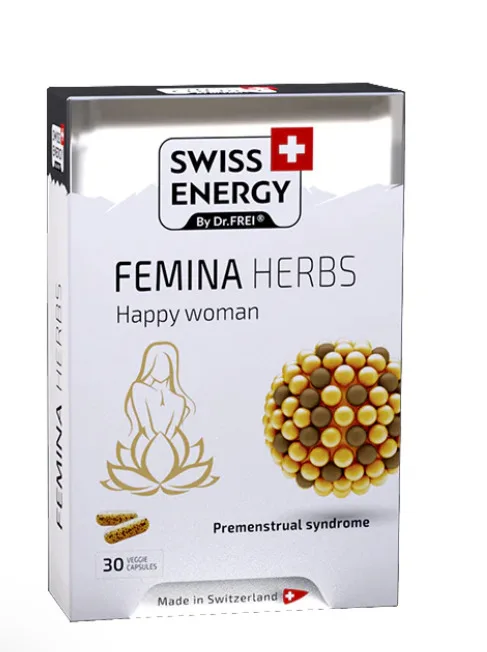 SWISS
ENERGY
By Dr.FREI®
FEMINA HERBS
Happy woman
FEMINA HERBS
Premenstrual syndrome
30 VEGGIE
CAPSULES
Made in Switzerland